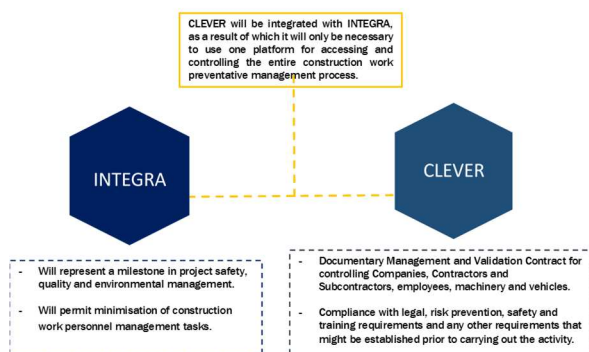 CLEVER will be integrated with INTEGRA,
as a result of which it will only be necessary
to use one platform for accessing and
controlling the entire construction work
preventative management process.
INTEGRA
CLEVER
- Will represent a milestone in project safety,
quality and environmental management.
- Will permit minimisation of construction
work personnel management tasks.
- Documentary Management and Validation Contract for
controlling Companies, Contractors and
Subcontractors, employees, machinery and vehicles.
- Compliance with legal, risk prevention, safety and
training requirements and any other requirements that
might be established prior to carrying out the activity.